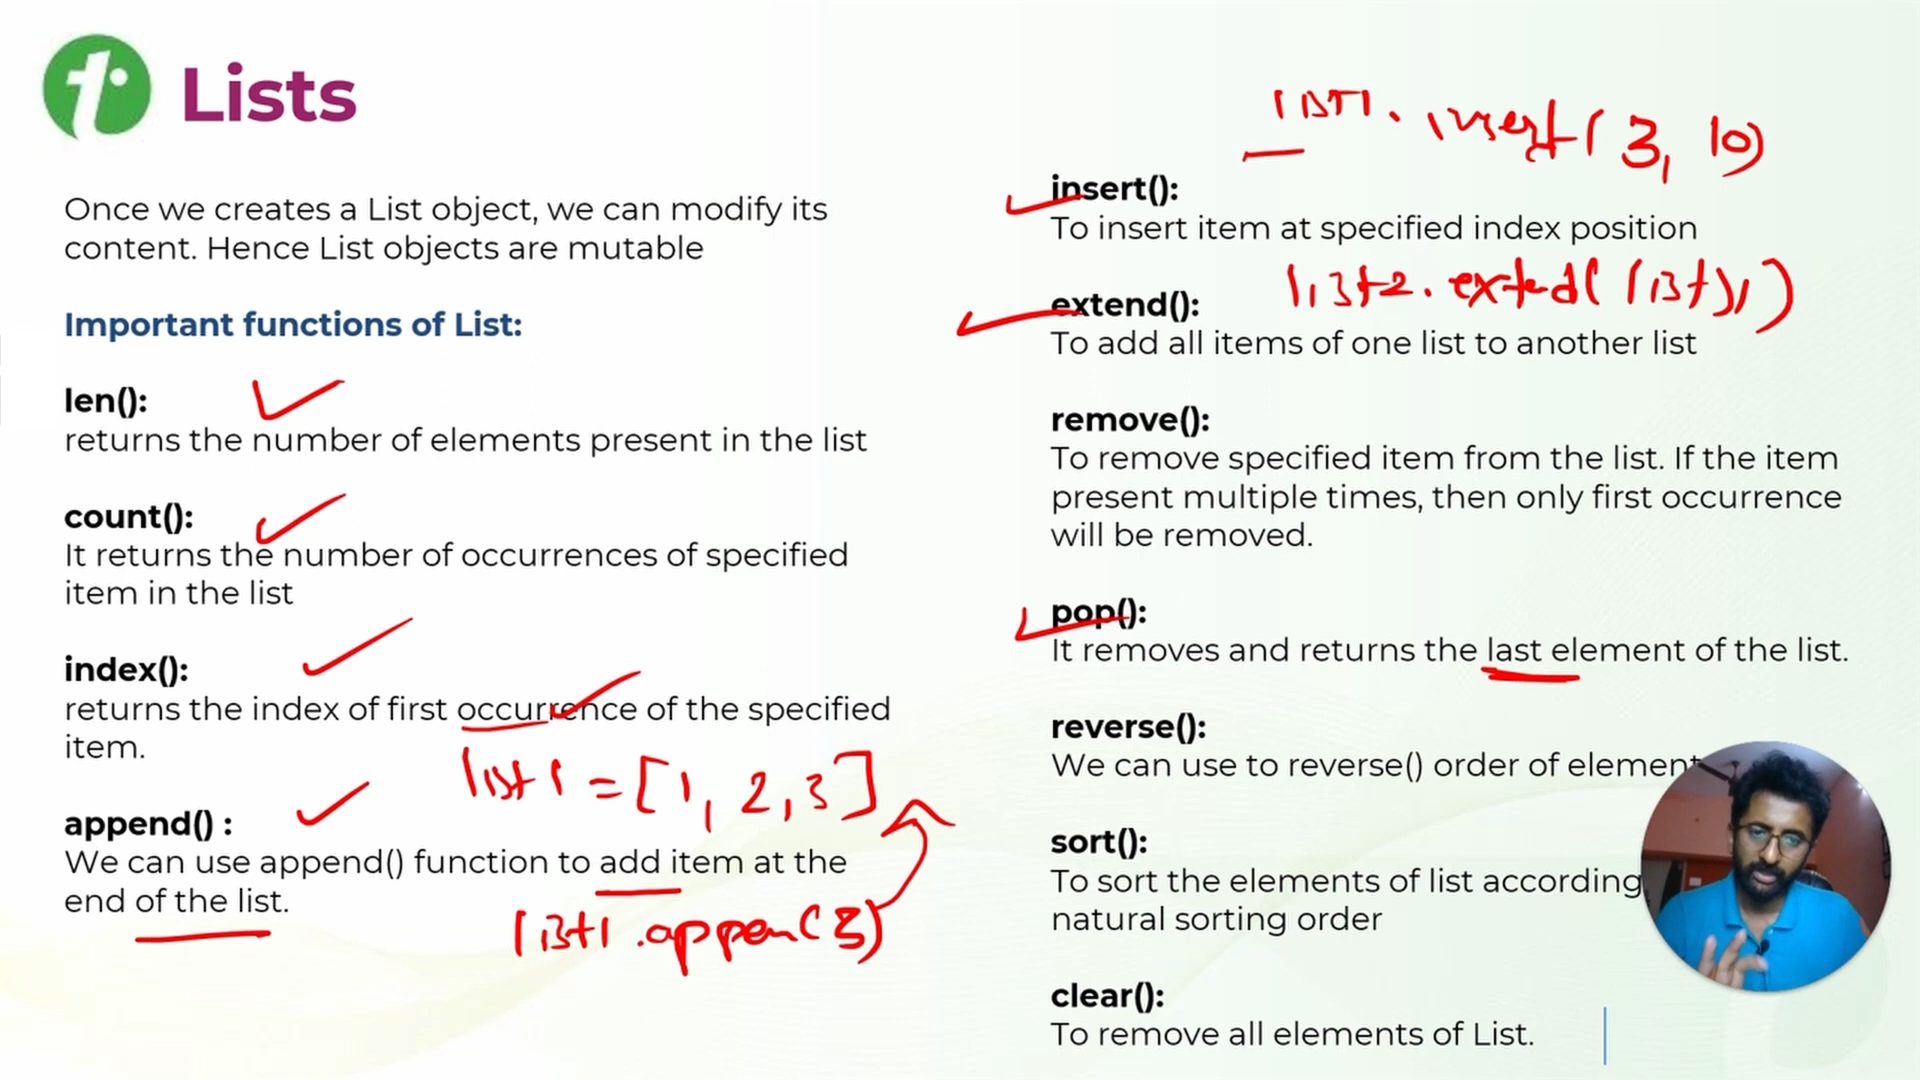 Lists
Once we creates a List object, we can modify its
content. Hence List objects are mutable
Important functions of List:
len():
returns the number of elements present in the list
count():
It returns the number of occurrences of specified
item in the list
index():
returns the index of first occurrence of the specified
item.
list1 = [1, 2, 3]
append() :
We can use append() function to add item at the
end of the list.
list1.appen(3)
list1.insert(3, 10)
insert():
To insert item at specified index position
list2.extend(list1)
extend():
To add all items of one list to another list
remove():
To remove specified item from the list. If the item
present multiple times, then only first occurrence
will be removed.
pop():
It removes and returns the last element of the list.
reverse():
We can use to reverse() order of element
sort():
To sort the elements of list according
natural sorting order
clear():
To remove all elements of List.